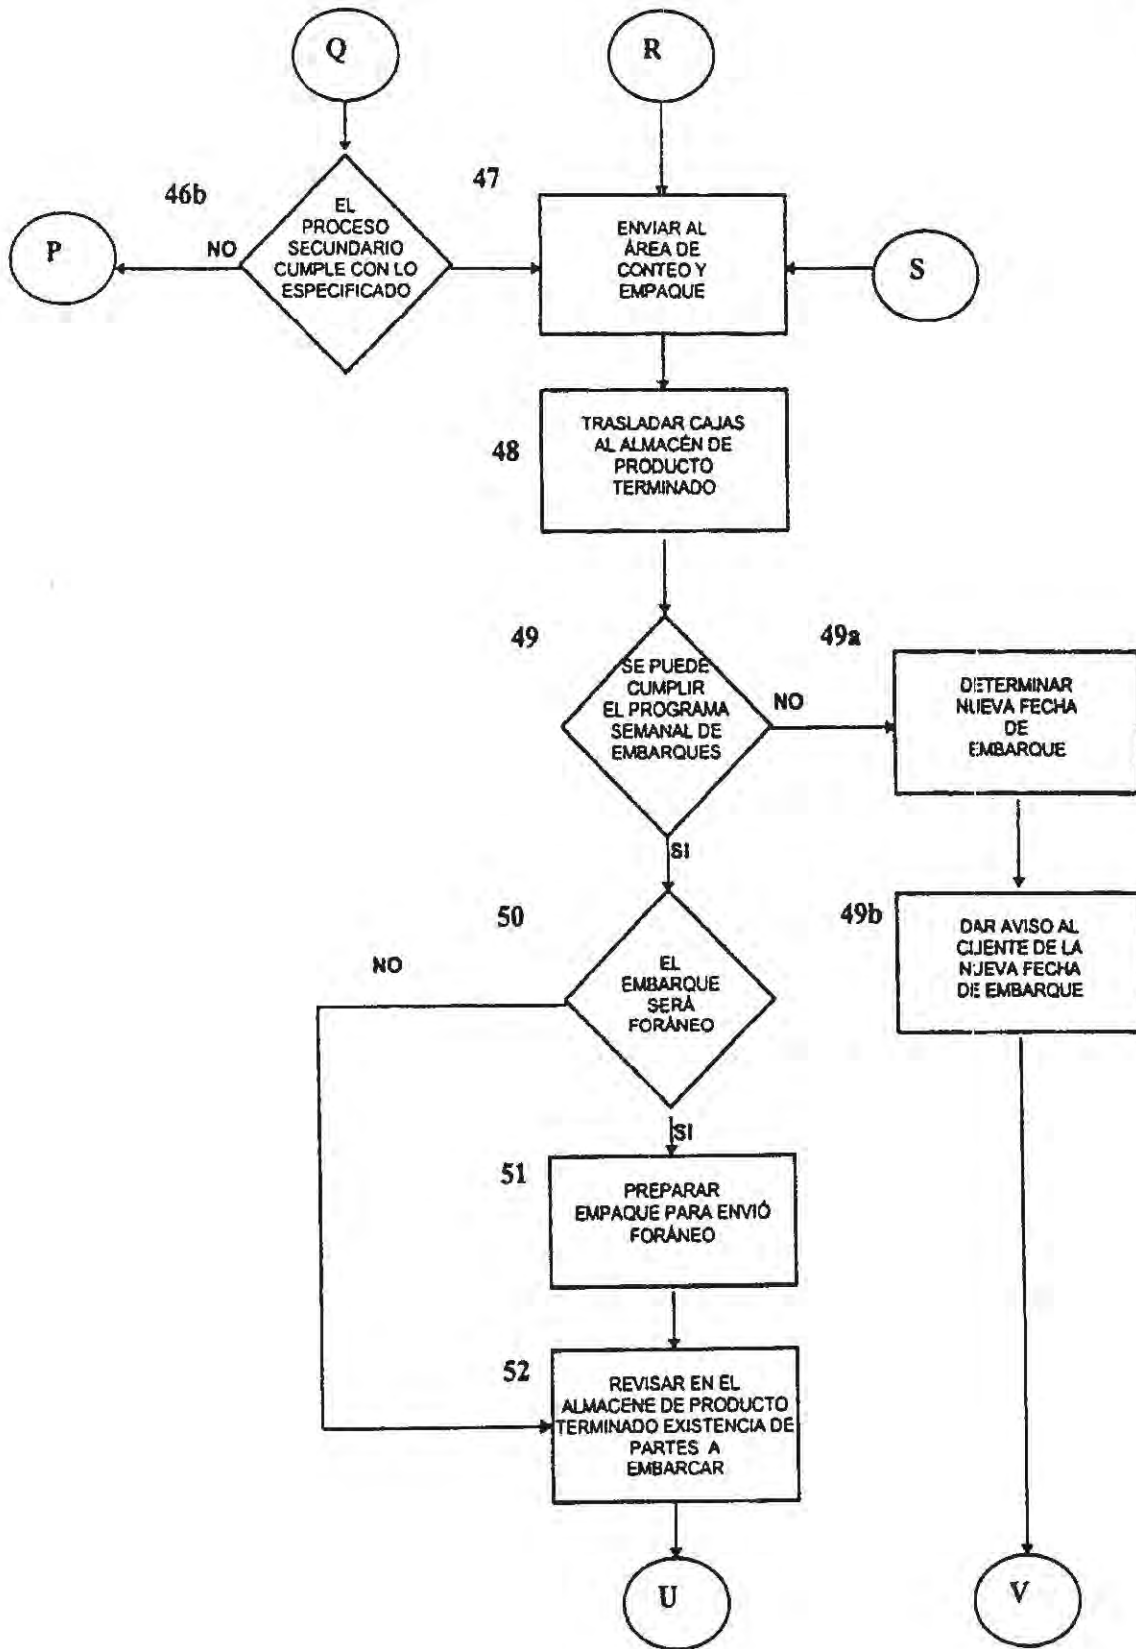 Q
R
46b
47
EL
PROCESO
SECUNDARIO
CUMPLE CON LO
ESPECIFICADO
NO
P
ENVIAR AL
ÁREA DE
CONTEO Y
EMPAQUE
S
48
TRASLADAR CAJAS
AL ALMACÉN DE
PRODUCTO
TERMINADO
49
SE PUEDE
CUMPLIR
EL PROGRAMA
SEMANAL DE
EMBARQUES
NO
49a
DETERMINAR
NUEVA FECHA
DE
EMBARQUE
SI
50
NO
EL
EMBARQUE
SERÁ
FORÁNEO
49b
DAR AVISO AL
CLIENTE DE LA
NUEVA FECHA
DE EMBARQUE
SI
51
PREPARAR
EMPAQUE PARA ENVIÓ
FORÁNEO
52
REVISAR EN EL
ALMACENE DE PRODUCTO
TERMINADO EXISTENCIA DE
PARTES A
EMBARCAR
U
V